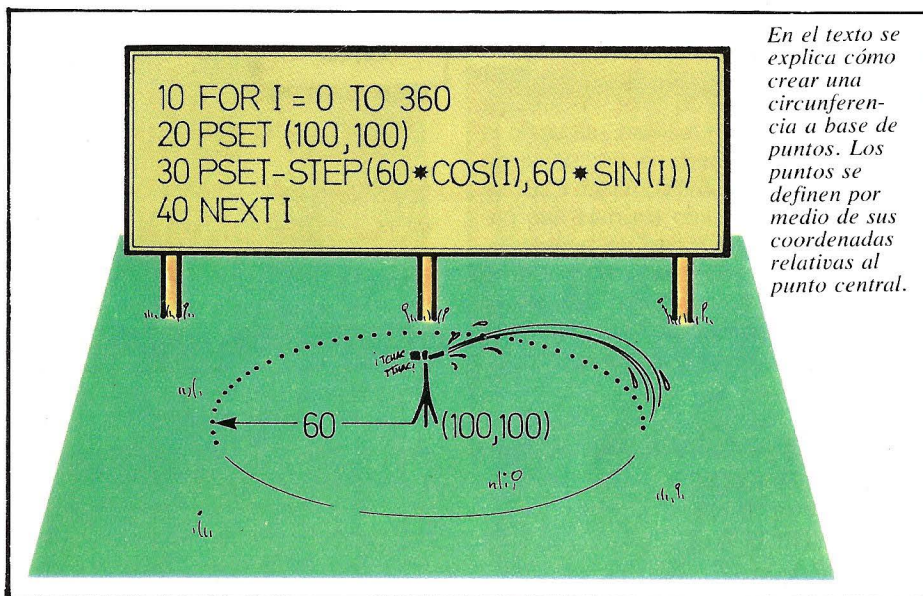 10 FOR I = 0 TO 360
20 PSET (100,100)
30 PSET-STEP(60*COS(I),60*SIN(I))
40 NEXT I
¡TCHAC
TCHAC!
60
(100,100)
En el texto se
explica cómo
crear una
circunferen-
cia a base de
puntos. Los
puntos se
definen por
medio de sus
coordenadas
relativas al
punto central.